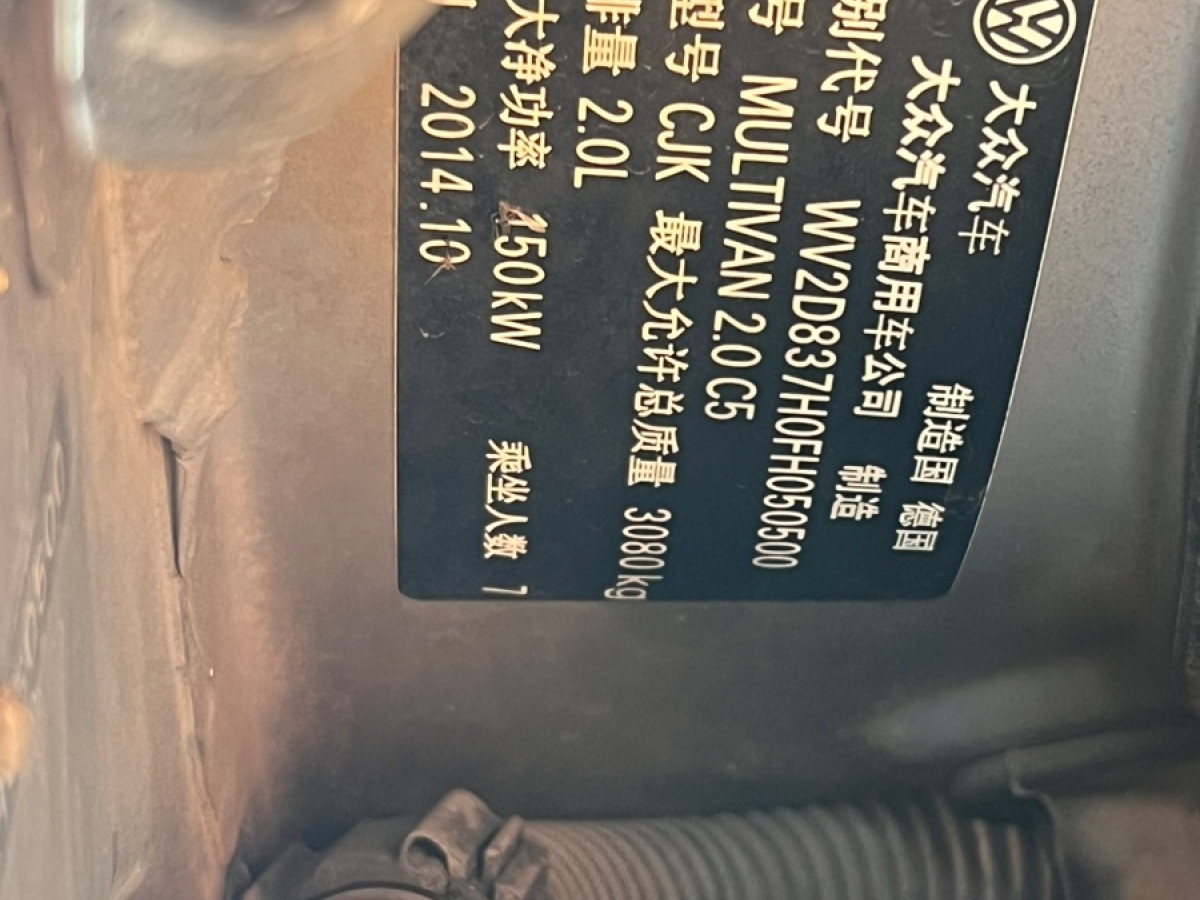 大众汽车 制造国 德国
大众汽车商用车公司 制造
别代号 WV2D837H0FH050500
号 MULTIVAN 2.0 C5
型号 CJK 最大允许总质量 3080kg
排量 2.0L
大净功率 150kW 乘坐人数 7
2014.10